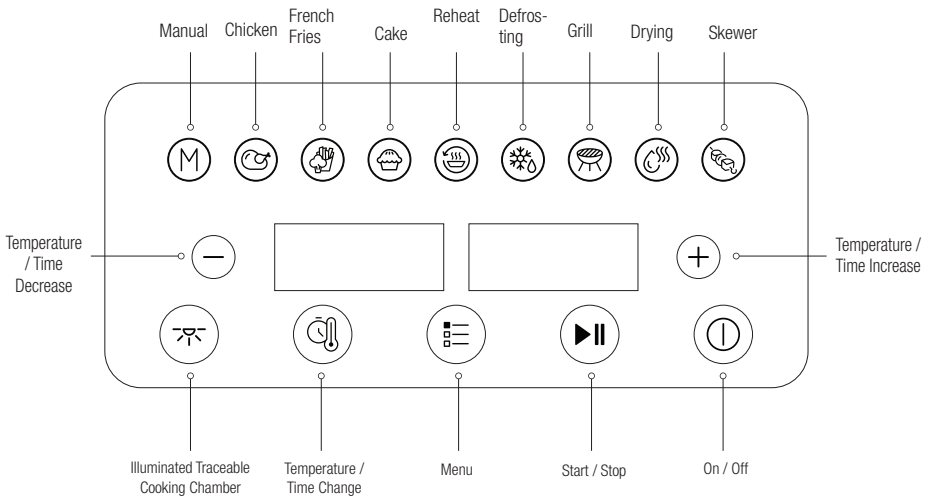 Manual
Chicken
French
Fries
Cake
Reheat
Defros-
ting
Grill
Drying
Skewer
M
Temperature
/ Time
Decrease
Temperature /
Time Increase
Illuminated Traceable
Cooking Chamber
Temperature /
Time Change
Menu
Start / Stop
On / Off